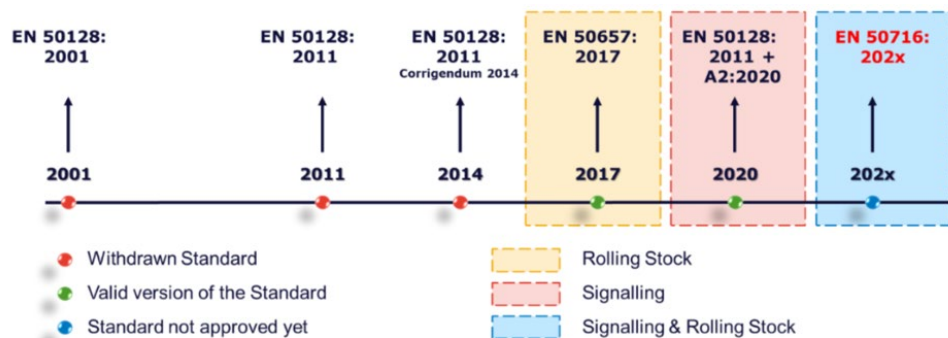 EN 50128:
2001
EN 50128:
2011
EN 50128:
2011
Corrigendum 2014
EN 50657:
2017
EN 50128:
2011 +
A2:2020
EN 50716:
202x
2001
2011
2014
2017
2020
202x
Withdrawn Standard
Valid version of the Standard
Standard not approved yet
Rolling Stock
Signalling
Signalling & Rolling Stock